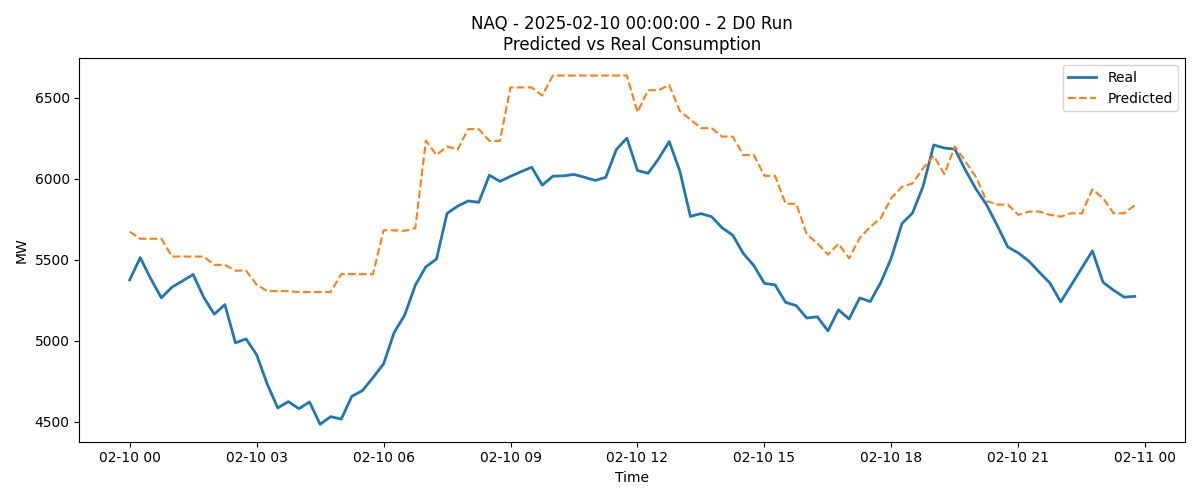 NAQ - 2025-02-10 00:00:00 - 2 D0 Run
Predicted vs Real Consumption
Real
Predicted
MW
6500
6000
5500
5000
4500
02-10 00
02-10 03
02-10 06
02-10 09
02-10 12
02-10 15
02-10 18
02-10 21
02-11 00
Time